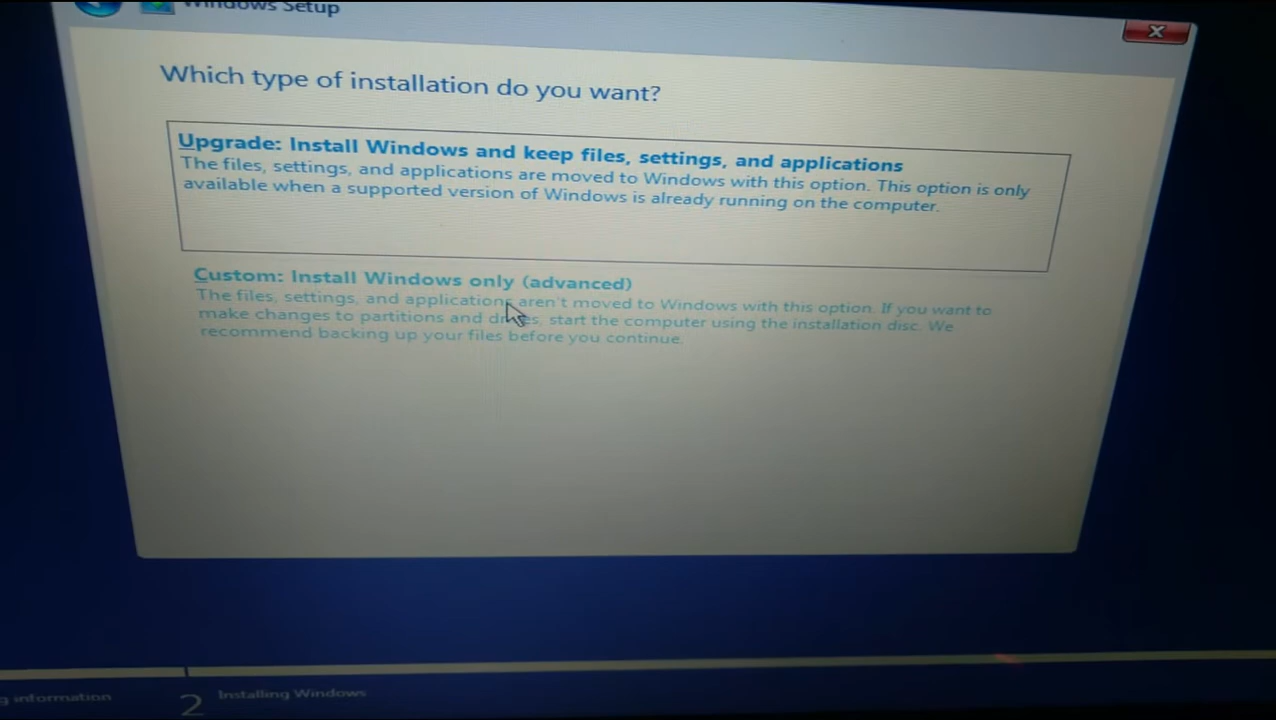 Windows Setup
Which type of installation do you want?
Upgrade: Install Windows and keep files, settings, and applications
The files, settings, and applications are moved to Windows with this option. This option is only
available when a supported version of Windows is already running on the computer.
Custom: Install Windows only (advanced)
The files, settings, and applications aren't moved to Windows with this option. If you want to
make changes to partitions and drives, start the computer using the installation disc. We
recommend backing up your files before you continue.
g information
2 Installing Windows